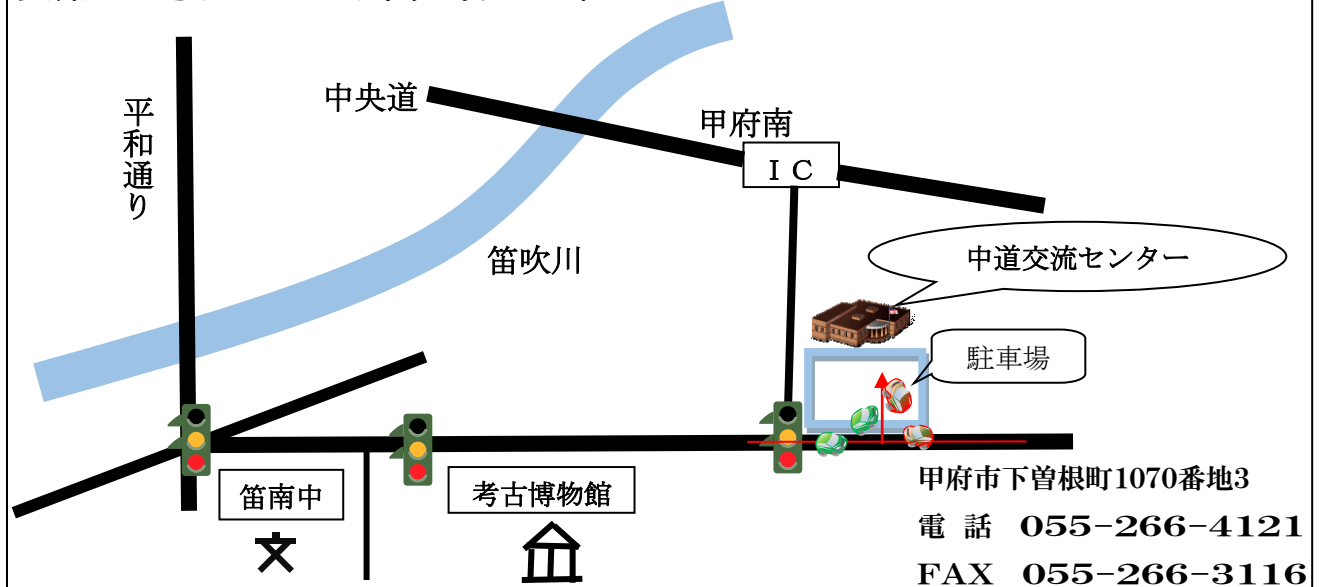 平和通り
中央道
甲府南
ＩＣ
笛吹川
中道交流センター
駐車場
笛南中
考古博物館
甲府市下曽根町1070番地3
電 話 055-266-4121
FAX 055-266-3116